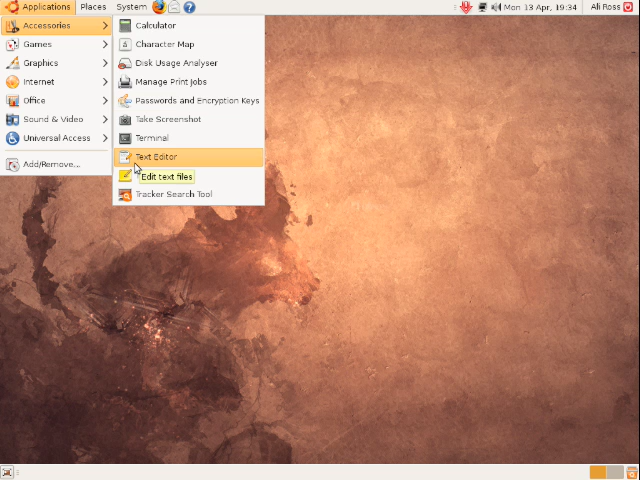 Applications Places System Mon 13 Apr, 19:34 Ali Ross
Accessories
Games
Graphics
Internet
Office
Sound & Video
Universal Access
Add/Remove...
Calculator
Character Map
Disk Usage Analyser
Manage Print Jobs
Passwords and Encryption Keys
Take Screenshot
Terminal
Text Editor
Edit text files
Tracker Search Tool